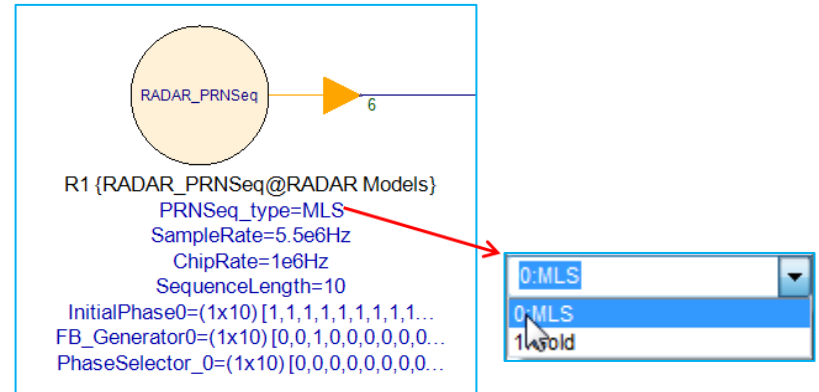 RADAR_PRNSeq
6
R1 {RADAR_PRNSeq@RADAR Models}
PRNSeq_type=MLS
SampleRate=5.5e6Hz
ChipRate=1e6Hz
SequenceLength=10
InitialPhase0=(1x10) [1,1,1,1,1,1,1,1,1...
FB_Generator0=(1x10) [0,0,1,0,0,0,0,0,0...
PhaseSelector_0=(1x10) [0,0,0,0,0,0,0,0...
0:MLS
0:MLS